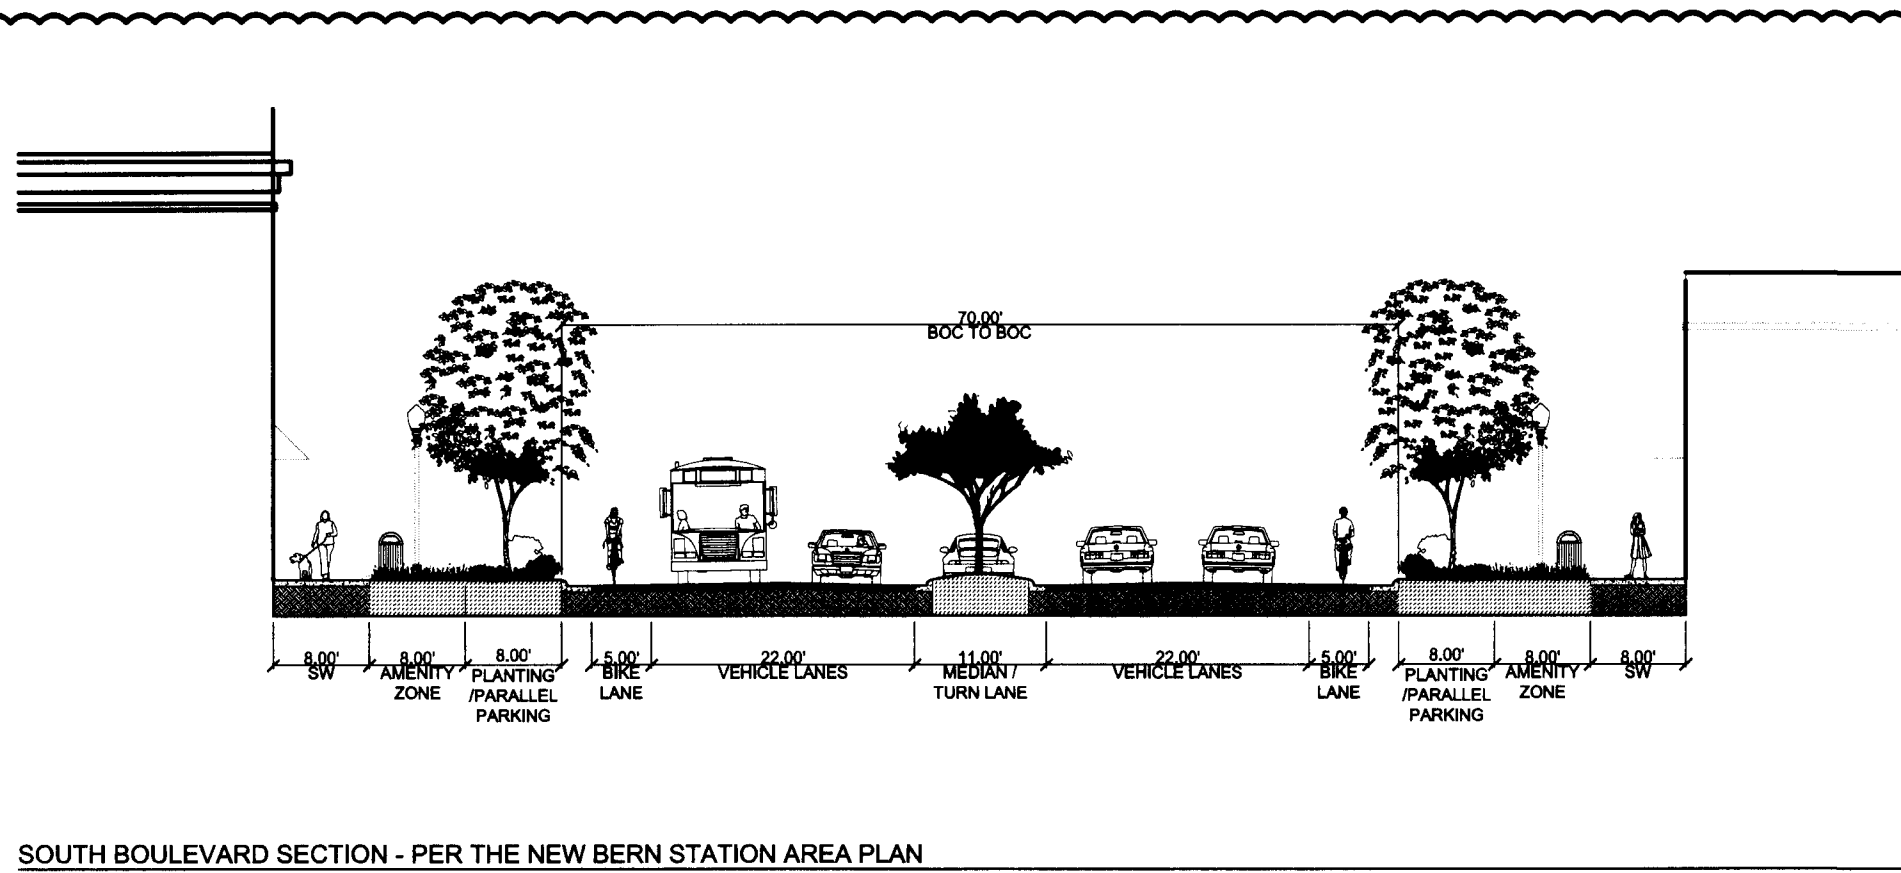 70.00'
BOC TO BOC
8.00'
SW
8.00'
AMENITY
ZONE
8.00'
PLANTING
/PARALLEL
PARKING
5.00'
BIKE
LANE
22.00'
VEHICLE LANES
11.00'
MEDIAN /
TURN LANE
22.00'
VEHICLE LANES
5.00'
BIKE
LANE
8.00'
PLANTING
/PARALLEL
PARKING
8.00'
AMENITY
ZONE
8.00'
SW
SOUTH BOULEVARD SECTION - PER THE NEW BERN STATION AREA PLAN